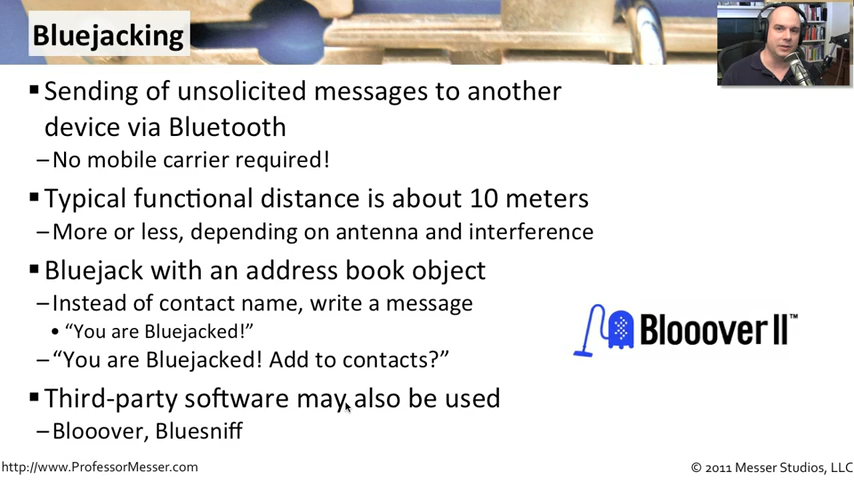 Bluejacking
▪ Sending of unsolicited messages to another
device via Bluetooth
– No mobile carrier required!
▪ Typical functional distance is about 10 meters
– More or less, depending on antenna and interference
▪ Bluejack with an address book object
– Instead of contact name, write a message
• “You are Bluejacked!”
– “You are Bluejacked! Add to contacts?”
Blooover II™
▪ Third-party software may also be used
– Blooover, Bluesniff
http://www.ProfessorMesser.com
© 2011 Messer Studios, LLC